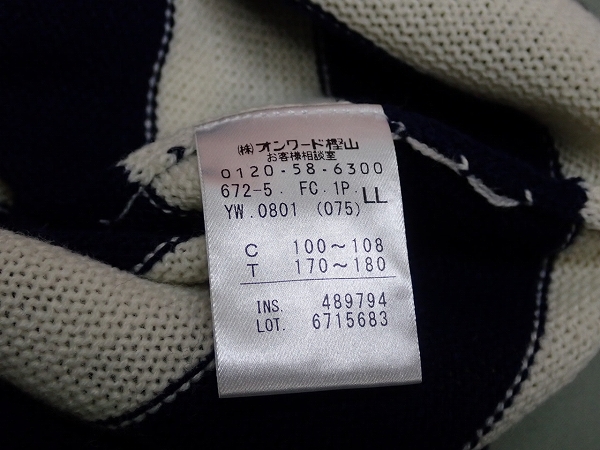 ㈱オンワード樫山
お客様相談室
0120-58-6300
672-5. FC.1P. LL
YW.0801 (075)
C 100～108
T 170～180
INS. 489794
LOT. 6715683